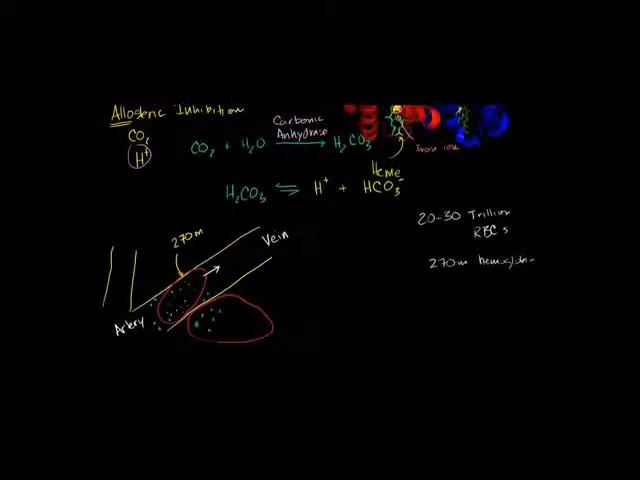 Allosteric Inhibition
CO2
H+
CO2 + H2O
Carbonic
Anhydrase
H2CO3
Heme
Iron ion
H2CO3 ⇌ H+ + HCO3-
20-30 Trillion
RBCs
270m hemoglobin
270m
Vein
Artery